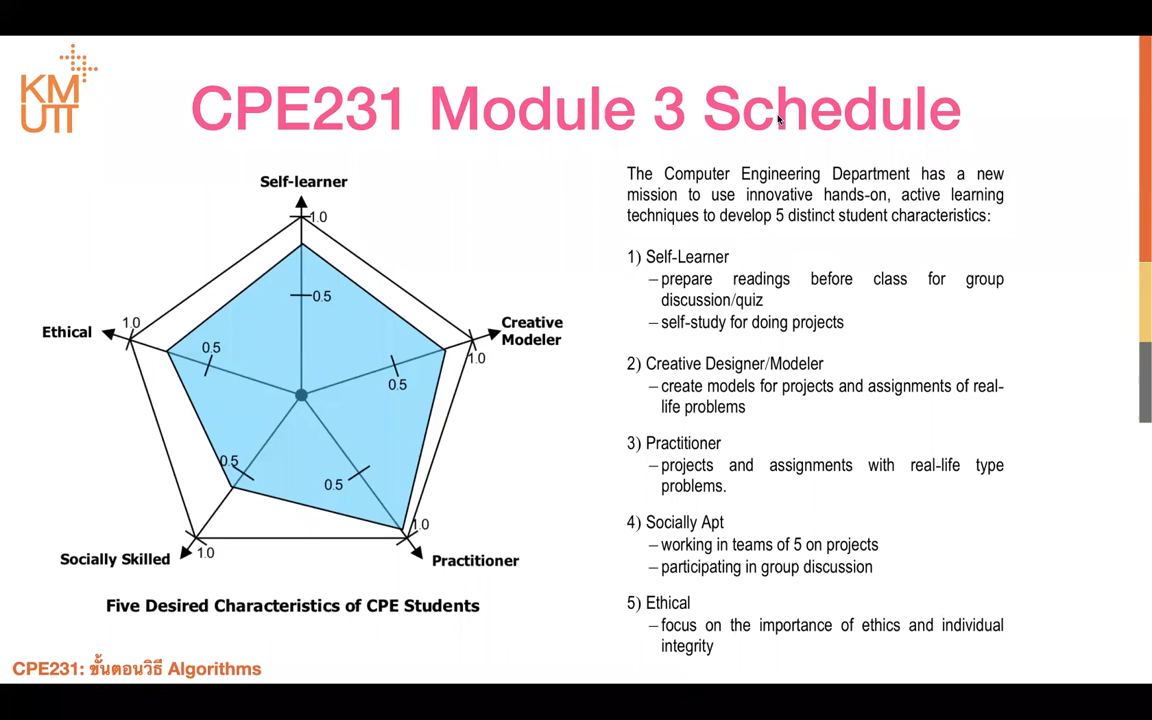 KM
UTT
CPE231 Module 3 Schedule
Self-learner
1.0
0.5
Ethical
1.0
0.5
Creative
Modeler
1.0
0.5
0.5
0.5
1.0
Socially Skilled
1.0
Practitioner
Five Desired Characteristics of CPE Students
The Computer Engineering Department has a new
mission to use innovative hands-on, active learning
techniques to develop 5 distinct student characteristics:
1) Self-Learner
–prepare readings before class for group
discussion/quiz
–self-study for doing projects
2) Creative Designer/Modeler
–create models for projects and assignments of real-
life problems
3) Practitioner
–projects and assignments with real-life type
problems.
4) Socially Apt
–working in teams of 5 on projects
–participating in group discussion
5) Ethical
–focus on the importance of ethics and individual
integrity
CPE231: ขั้นตอนวิธี Algorithms